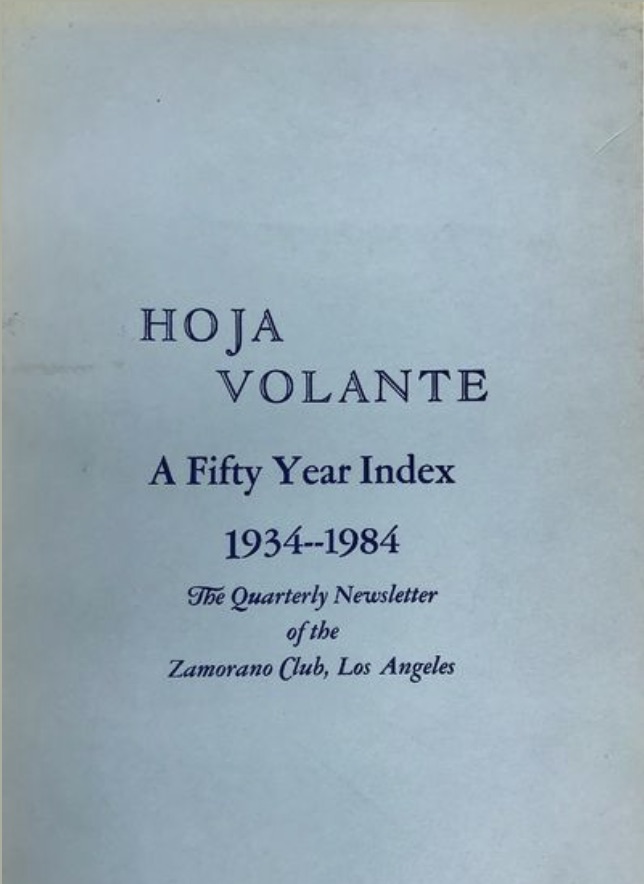 HOJA
VOLANTE
A Fifty Year Index
1934--1984
The Quarterly Newsletter
of the
Zamorano Club, Los Angeles